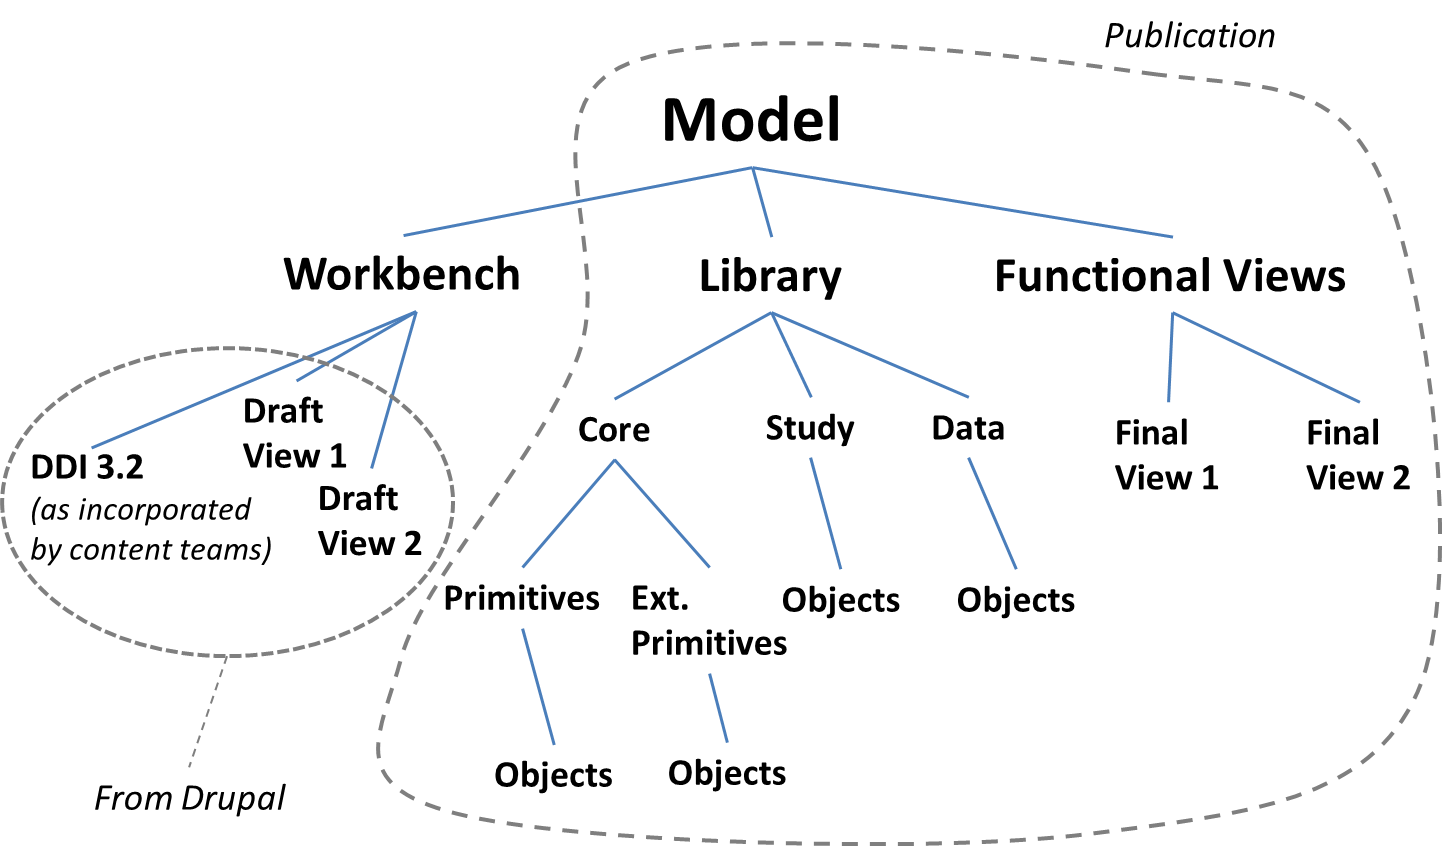 Publication
Model
Workbench
Library
Functional Views
Draft
View 1
DDI 3.2
(as incorporated
by content teams)
Draft
View 2
Core
Study
Data
Final
View 1
Final
View 2
Primitives
Ext.
Primitives
Objects
Objects
Objects
Objects
From Drupal